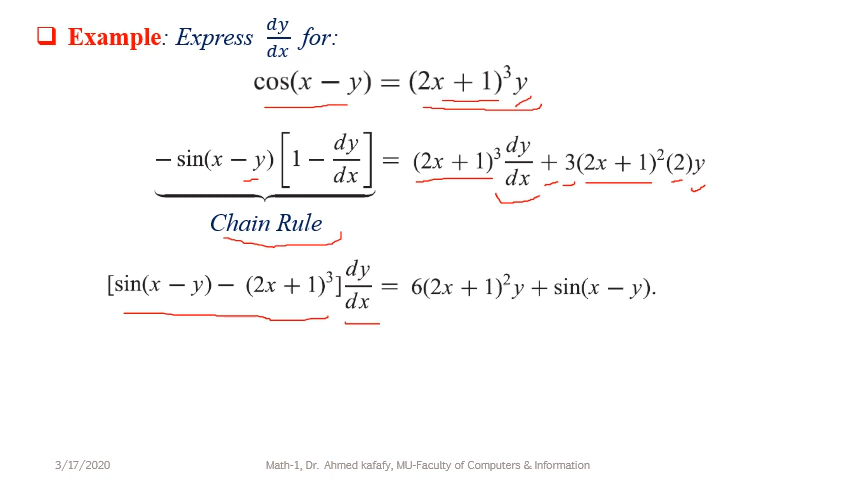 ❑ Example: Express dy/dx for:
cos(x − y) = (2x + 1)³y
− sin(x − y)[1 − dy/dx] = (2x + 1)³ dy/dx + 3(2x + 1)²(2)y
Chain Rule
[sin(x − y) − (2x + 1)³] dy/dx = 6(2x + 1)²y + sin(x − y).
3/17/2020 Math-1, Dr. Ahmed kafafy, MU-Faculty of Computers & Information